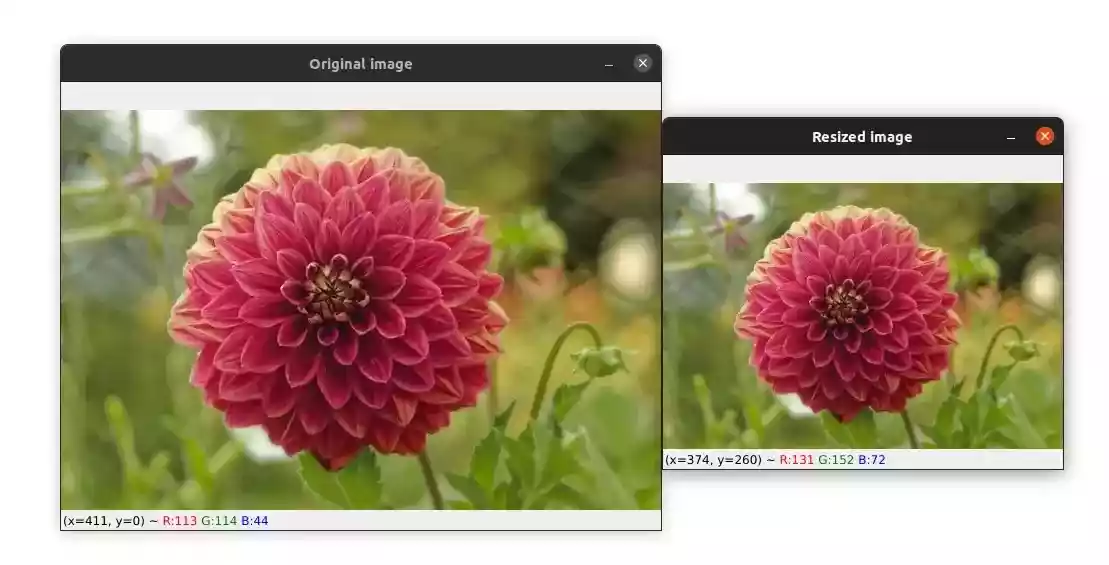 Original image
(x=411, y=0) ~ R:113 G:114 B:44
Resized image
(x=374, y=260) ~ R:131 G:152 B:72